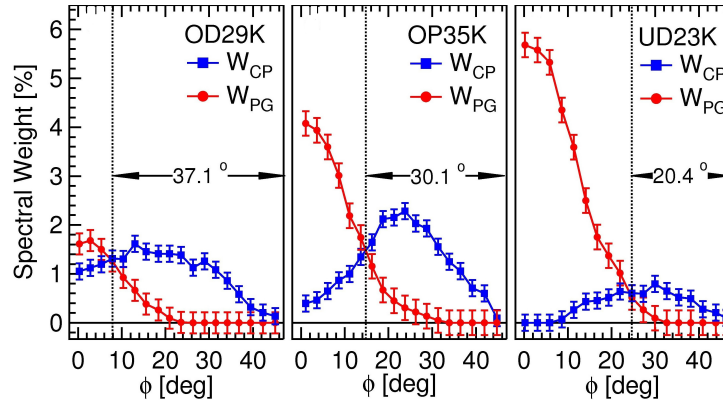 Spectral Weight [%]
6
5
4
3
2
1
0
OD29K
W_CP
W_PG
37.1 °
0 10 20 30 40
ϕ [deg]
OP35K
W_CP
W_PG
30.1 °
0 10 20 30 40
ϕ [deg]
UD23K
W_CP
W_PG
20.4 °
0 10 20 30 40
ϕ [deg]